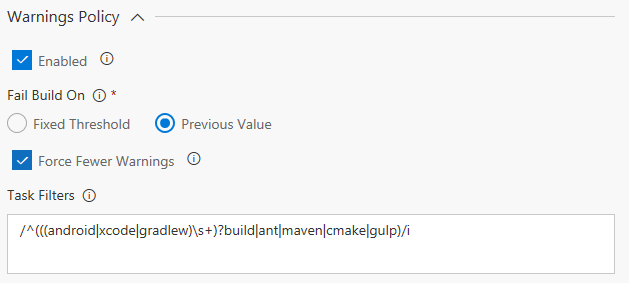 Warnings Policy
Enabled
Fail Build On *
Fixed Threshold Previous Value
Force Fewer Warnings
Task Filters
/^(((android|xcode|gradlew)\s+)?build|ant|maven|cmake|gulp)/i